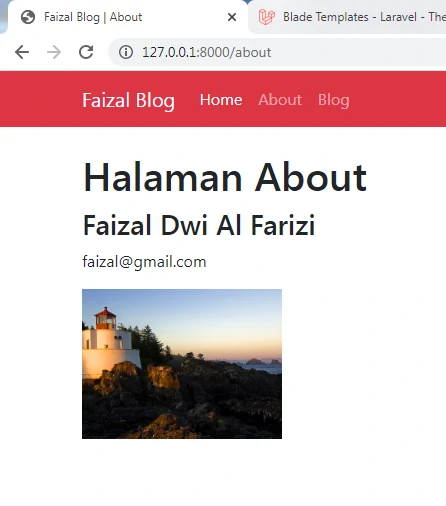 Faizal Blog | About
Blade Templates - Laravel - The
127.0.0.1:8000/about
Faizal Blog Home About Blog
Halaman About
Faizal Dwi Al Farizi
faizal@gmail.com